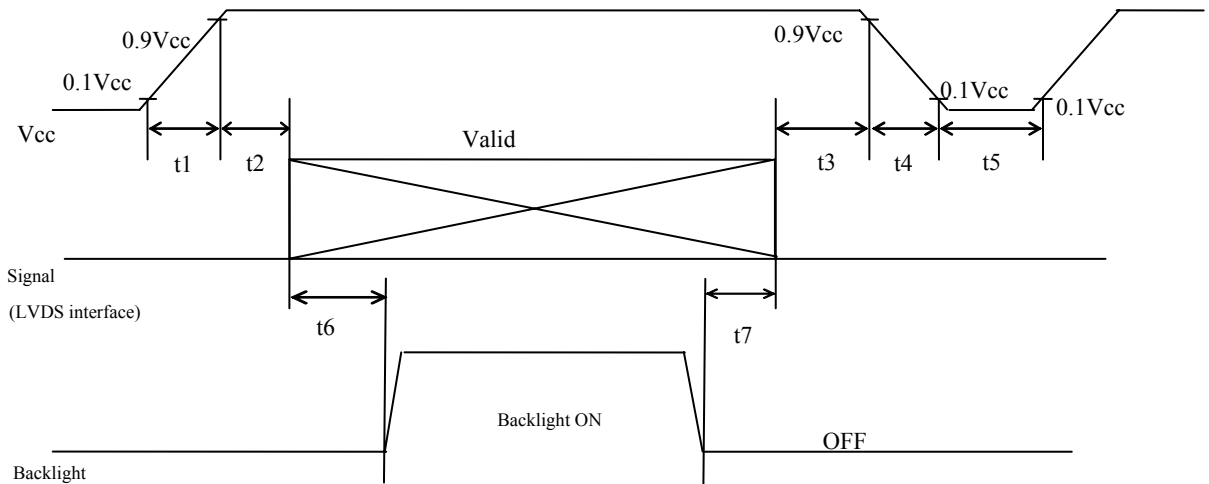 0.9Vcc
0.9Vcc
0.1Vcc
0.1Vcc
0.1Vcc
Vcc
Valid
t1
t2
t3
t4
t5
Signal
(LVDS interface)
t6
t7
Backlight ON
OFF
Backlight